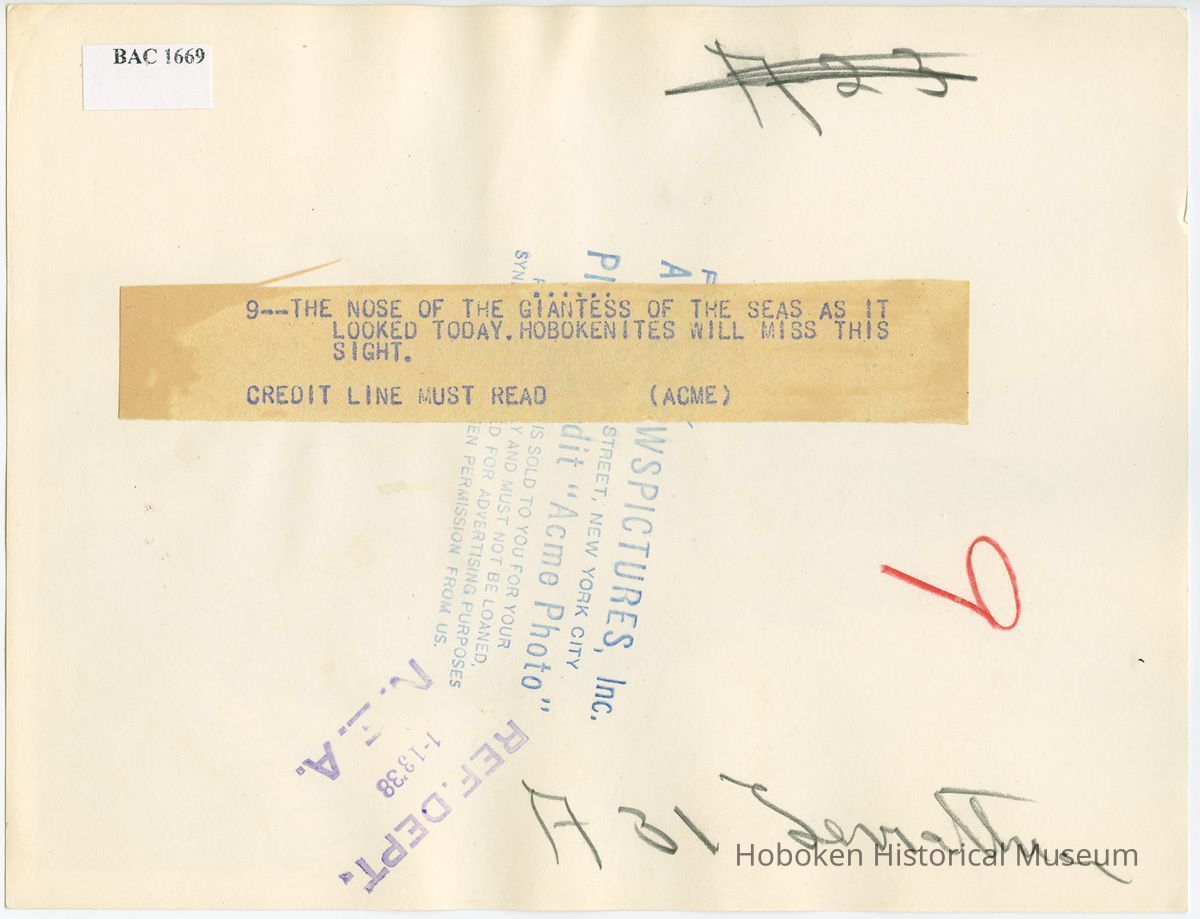 BAC 1669
A 23
9--THE NOSE OF THE GIANTESS OF THE SEAS AS IT
LOOKED TODAY. HOBOKENITES WILL MISS THIS
SIGHT.
CREDIT LINE MUST READ (ACME)
WSPICTURES, Inc.
STREET, NEW YORK CITY
dit "Acme Photo"
IS SOLD TO YOU FOR YOUR
Y AND MUST NOT BE LOANED,
D FOR ADVERTISING PURPOSES
EN PERMISSION FROM US.
SYN
REF. DEPT.
1-13'38
N.E.A.
9
Leviathan
Hoboken Historical Museum